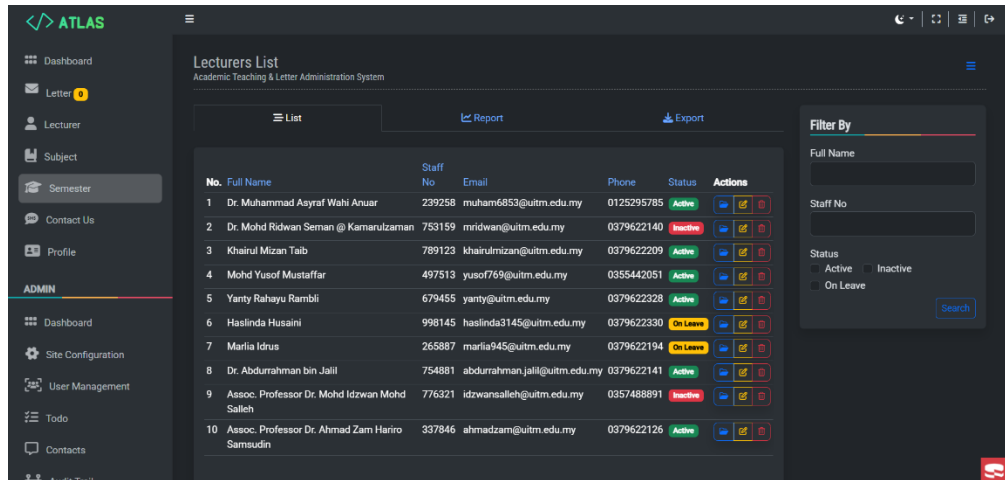 </> ATLAS
Dashboard
Letter 0
Lecturer
Subject
Semester
Contact Us
Profile
ADMIN
Dashboard
Site Configuration
User Management
Todo
Contacts
Audit Trail
Lecturers List
Academic Teaching & Letter Administration System
List
Report
Export
No. Full Name Staff No Email Phone Status Actions
1 Dr. Muhammad Asyraf Wahi Anuar 239258 muham6853@uitm.edu.my 0125295785 Active
2 Dr. Mohd Ridwan Seman @ Kamarulzaman 753159 mridwan@uitm.edu.my 0379622140 Inactive
3 Khairul Mizan Taib 789123 khairulmizan@uitm.edu.my 0379622209 Active
4 Mohd Yusof Mustaffar 497513 yusof769@uitm.edu.my 0355442051 Active
5 Yanty Rahayu Rambli 679455 yanty@uitm.edu.my 0379622328 Active
6 Haslinda Husaini 998145 haslinda3145@uitm.edu.my 0379622330 On Leave
7 Marlia Idrus 265887 marlia945@uitm.edu.my 0379622194 On Leave
8 Dr. Abdurrahman bin Jalil 754881 abdurrahman.jalil@uitm.edu.my 0379622141 Active
9 Assoc. Professor Dr. Mohd Idzwan Mohd Salleh 776321 idzwansalleh@uitm.edu.my 0357488891 Inactive
10 Assoc. Professor Dr. Ahmad Zam Hariro Samsudin 337846 ahmadzam@uitm.edu.my 0379622126 Active
Filter By
Full Name
Staff No
Status
Active Inactive
On Leave
Search